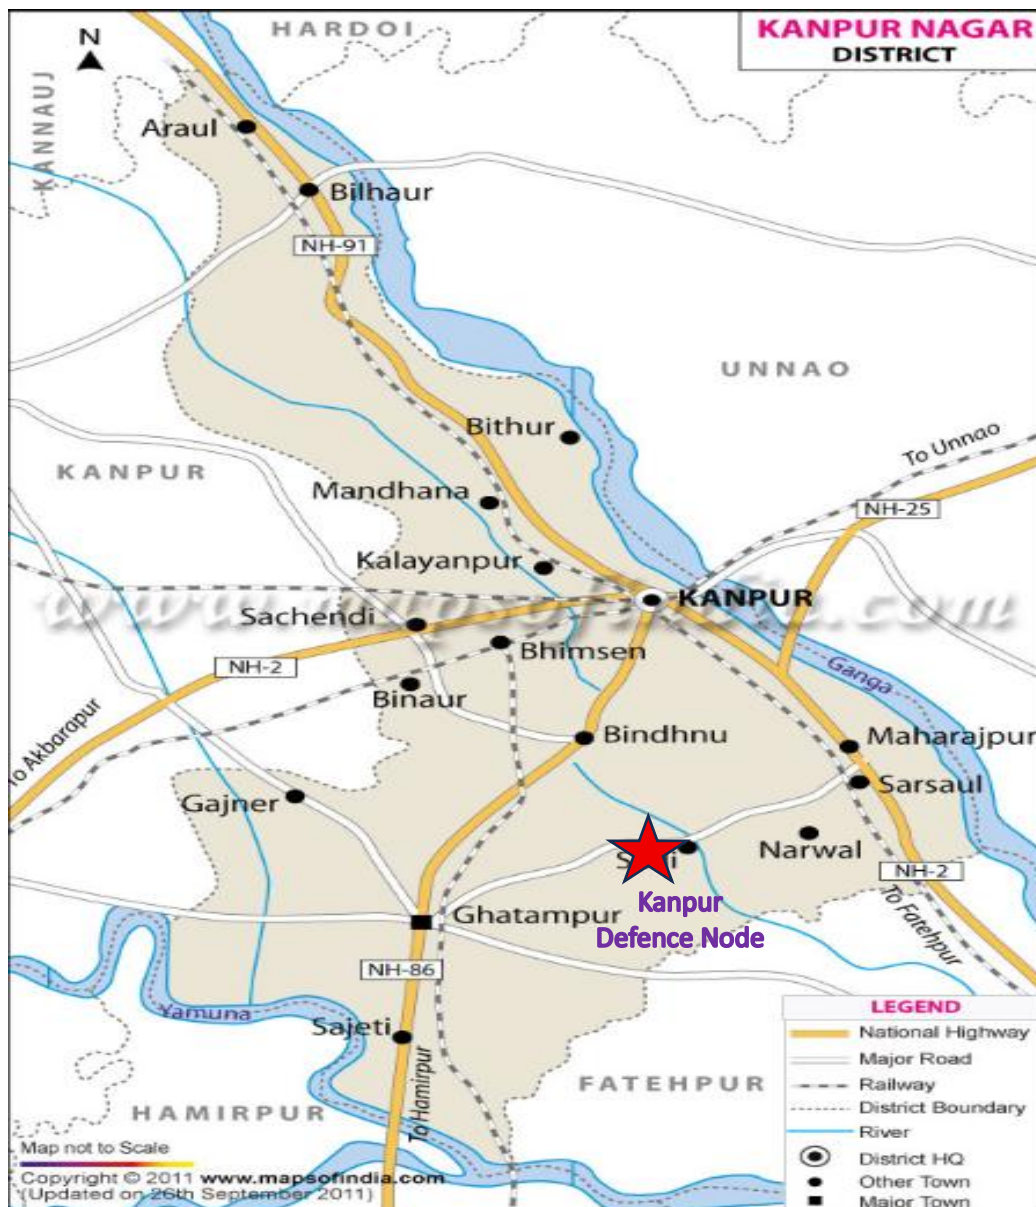 KANPUR NAGAR
DISTRICT
N
HARDOI
KANNAUJ
Araul
Bilhaur
NH-91
UNNAO
Bithur
To Unnao
KANPUR
Mandhana
NH-25
Kalayanpur
www.mapsofindia.com
KANPUR
Sachendi
Bhimsen
NH-2
Ganga
Binaur
To Akbarapur
Bindhnu
Maharajpur
Sarsaul
Gajner
Narwal
NH-2
Kanpur
Defence Node
Ghatampur
To Fatehpur
NH-86
Yamuna
Sajeti
To Hamirpur
FATEHPUR
HAMIRPUR
LEGEND
National Highway
Major Road
Railway
District Boundary
River
District HQ
Other Town
Major Town
Map not to Scale
Copyright © 2011 www.mapsofindia.com
(Updated on 26th September 2011)